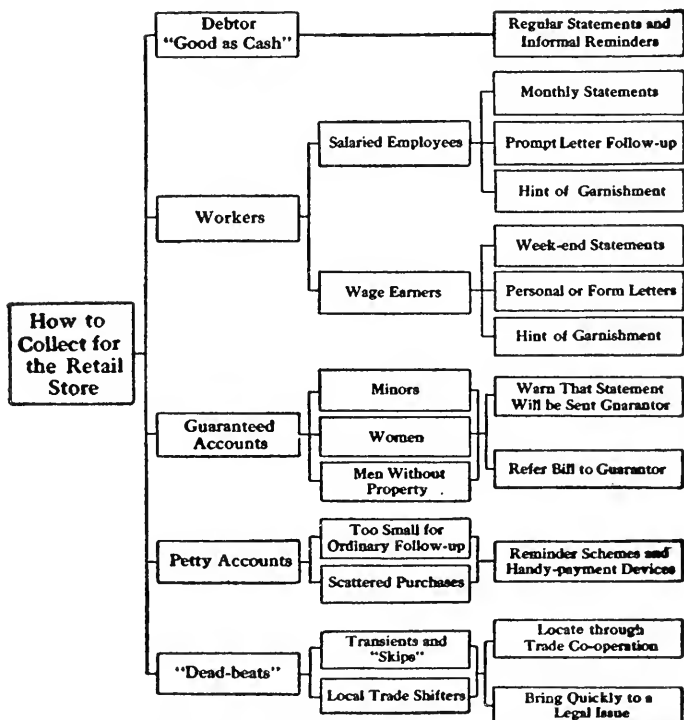 Debtor
"Good as Cash"
Regular Statements and
Informal Reminders
Monthly Statements
Salaried Employees
Prompt Letter Follow-up
Hint of Garnishment
Workers
Week-end Statements
Wage Earners
Personal or Form Letters
Hint of Garnishment
How to
Collect for
the Retail
Store
Minors
Warn That Statement
Will be Sent Gnarantor
Guaranteed
Accounts
Women
Men Without
Property
Refer Bill to Guarantor
Petty Accounts
Too Small for
Ordinary Follow-up
Scattered Purchases
Reminder Schemes and
Handy-payment Devices
"Dead-beats"
Transients and
"Skips"
Local Trade Shifters
Locate through
Trade Co-operation
Bring Quickly to a
Legal Issue